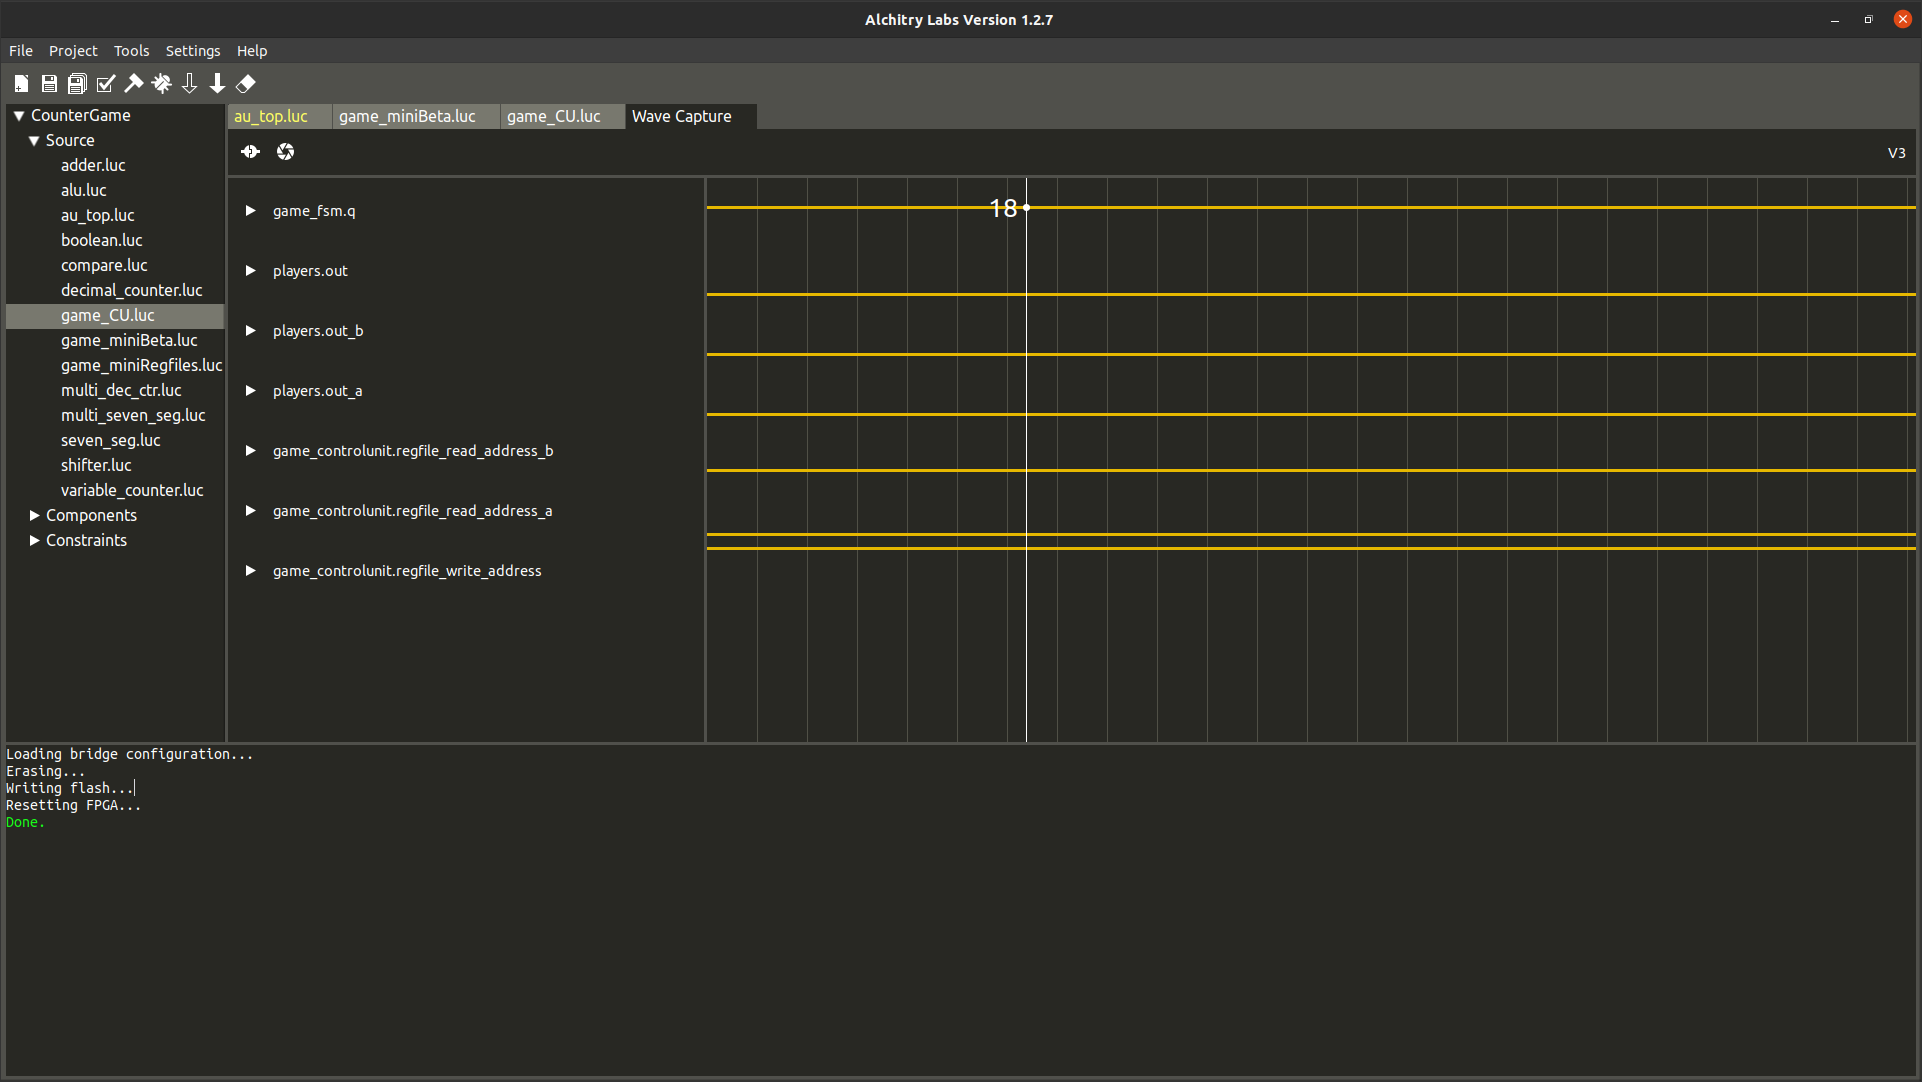 Alchitry Labs Version 1.2.7
File Project Tools Settings Help
CounterGame
Source
adder.luc
alu.luc
au_top.luc
boolean.luc
compare.luc
decimal_counter.luc
game_CU.luc
game_miniBeta.luc
game_miniRegfiles.luc
multi_dec_ctr.luc
multi_seven_seg.luc
seven_seg.luc
shifter.luc
variable_counter.luc
Components
Constraints
au_top.luc game_miniBeta.luc game_CU.luc Wave Capture
V3
game_fsm.q
18
players.out
players.out_b
players.out_a
game_controlunit.regfile_read_address_b
game_controlunit.regfile_read_address_a
game_controlunit.regfile_write_address
Loading bridge configuration...
Erasing...
Writing flash...
Resetting FPGA...
Done.